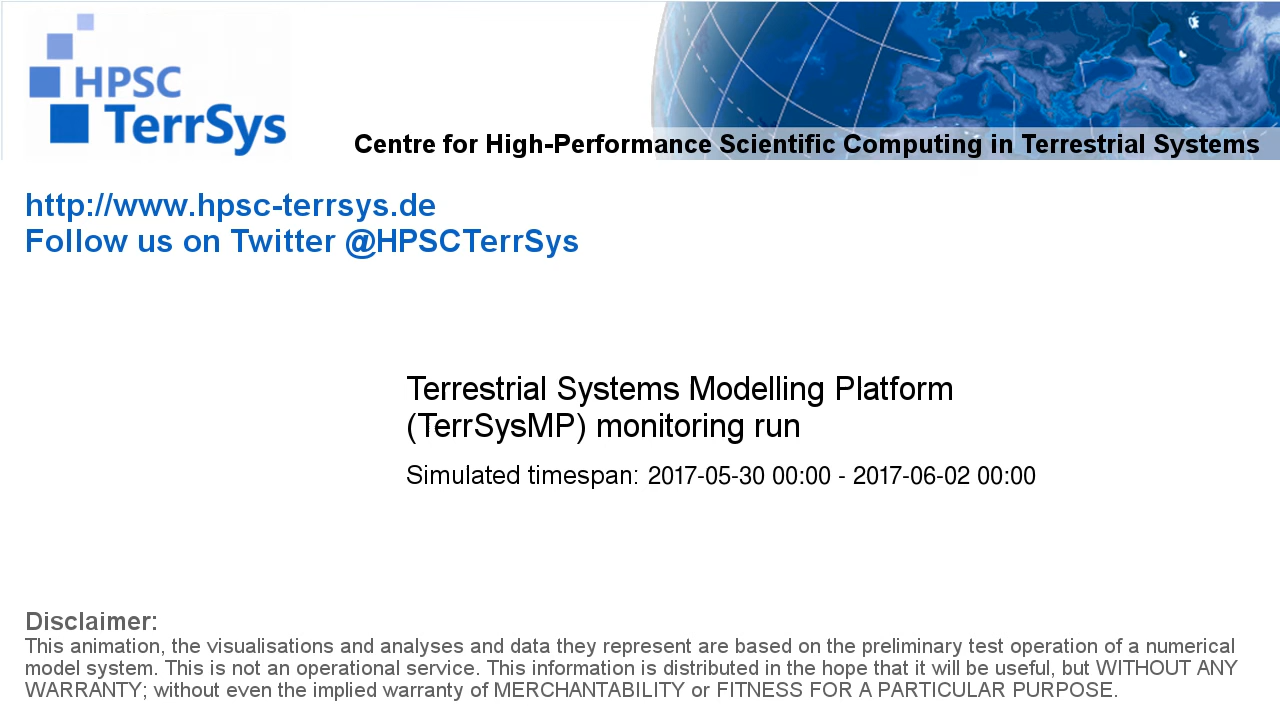 HPSC
TerrSys
Centre for High-Performance Scientific Computing in Terrestrial Systems
http://www.hpsc-terrsys.de
Follow us on Twitter @HPSCTerrSys
Terrestrial Systems Modelling Platform
(TerrSysMP) monitoring run
Simulated timespan: 2017-05-30 00:00 - 2017-06-02 00:00
Disclaimer:
This animation, the visualisations and analyses and data they represent are based on the preliminary test operation of a numerical
model system. This is not an operational service. This information is distributed in the hope that it will be useful, but WITHOUT ANY
WARRANTY; without even the implied warranty of MERCHANTABILITY or FITNESS FOR A PARTICULAR PURPOSE.